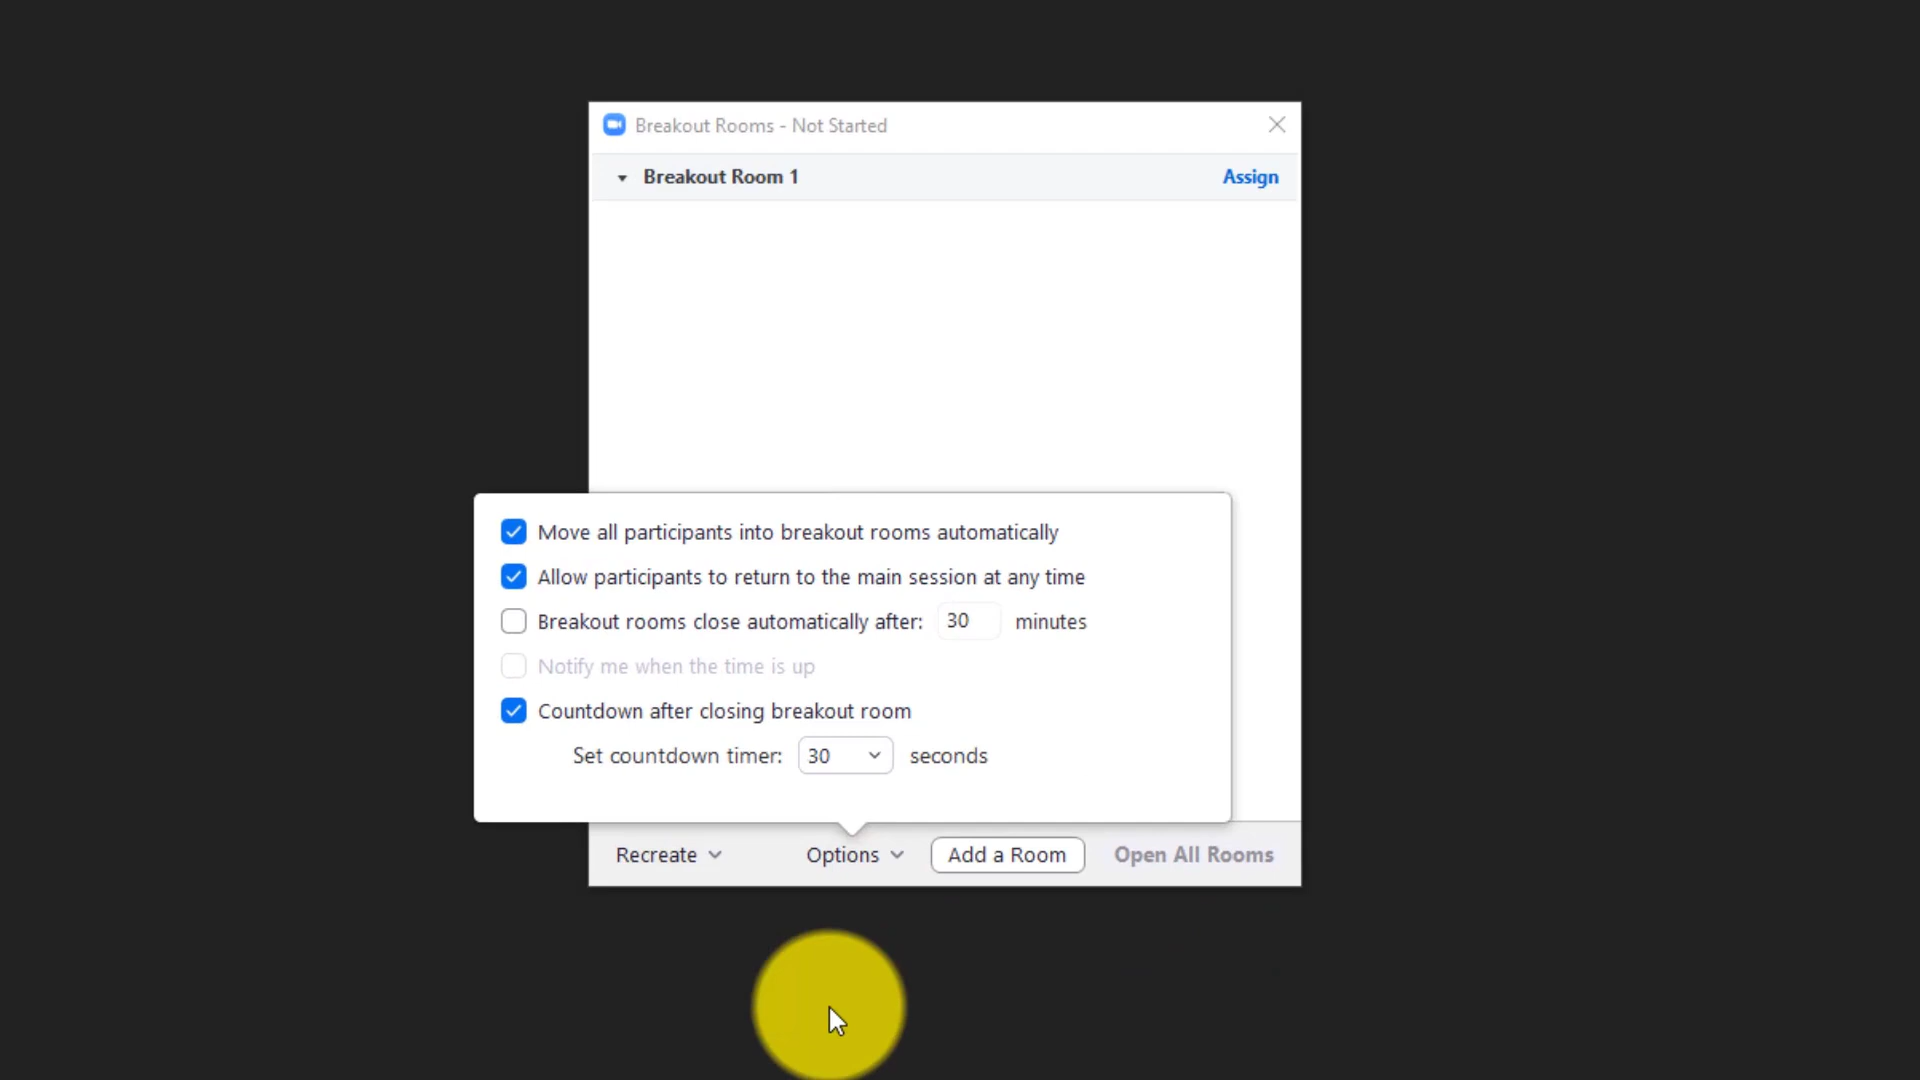 Breakout Rooms - Not Started
Breakout Room 1 Assign
Move all participants into breakout rooms automatically
Allow participants to return to the main session at any time
Breakout rooms close automatically after: 30 minutes
Notify me when the time is up
Countdown after closing breakout room
Set countdown timer: 30 seconds
Recreate Options Add a Room Open All Rooms